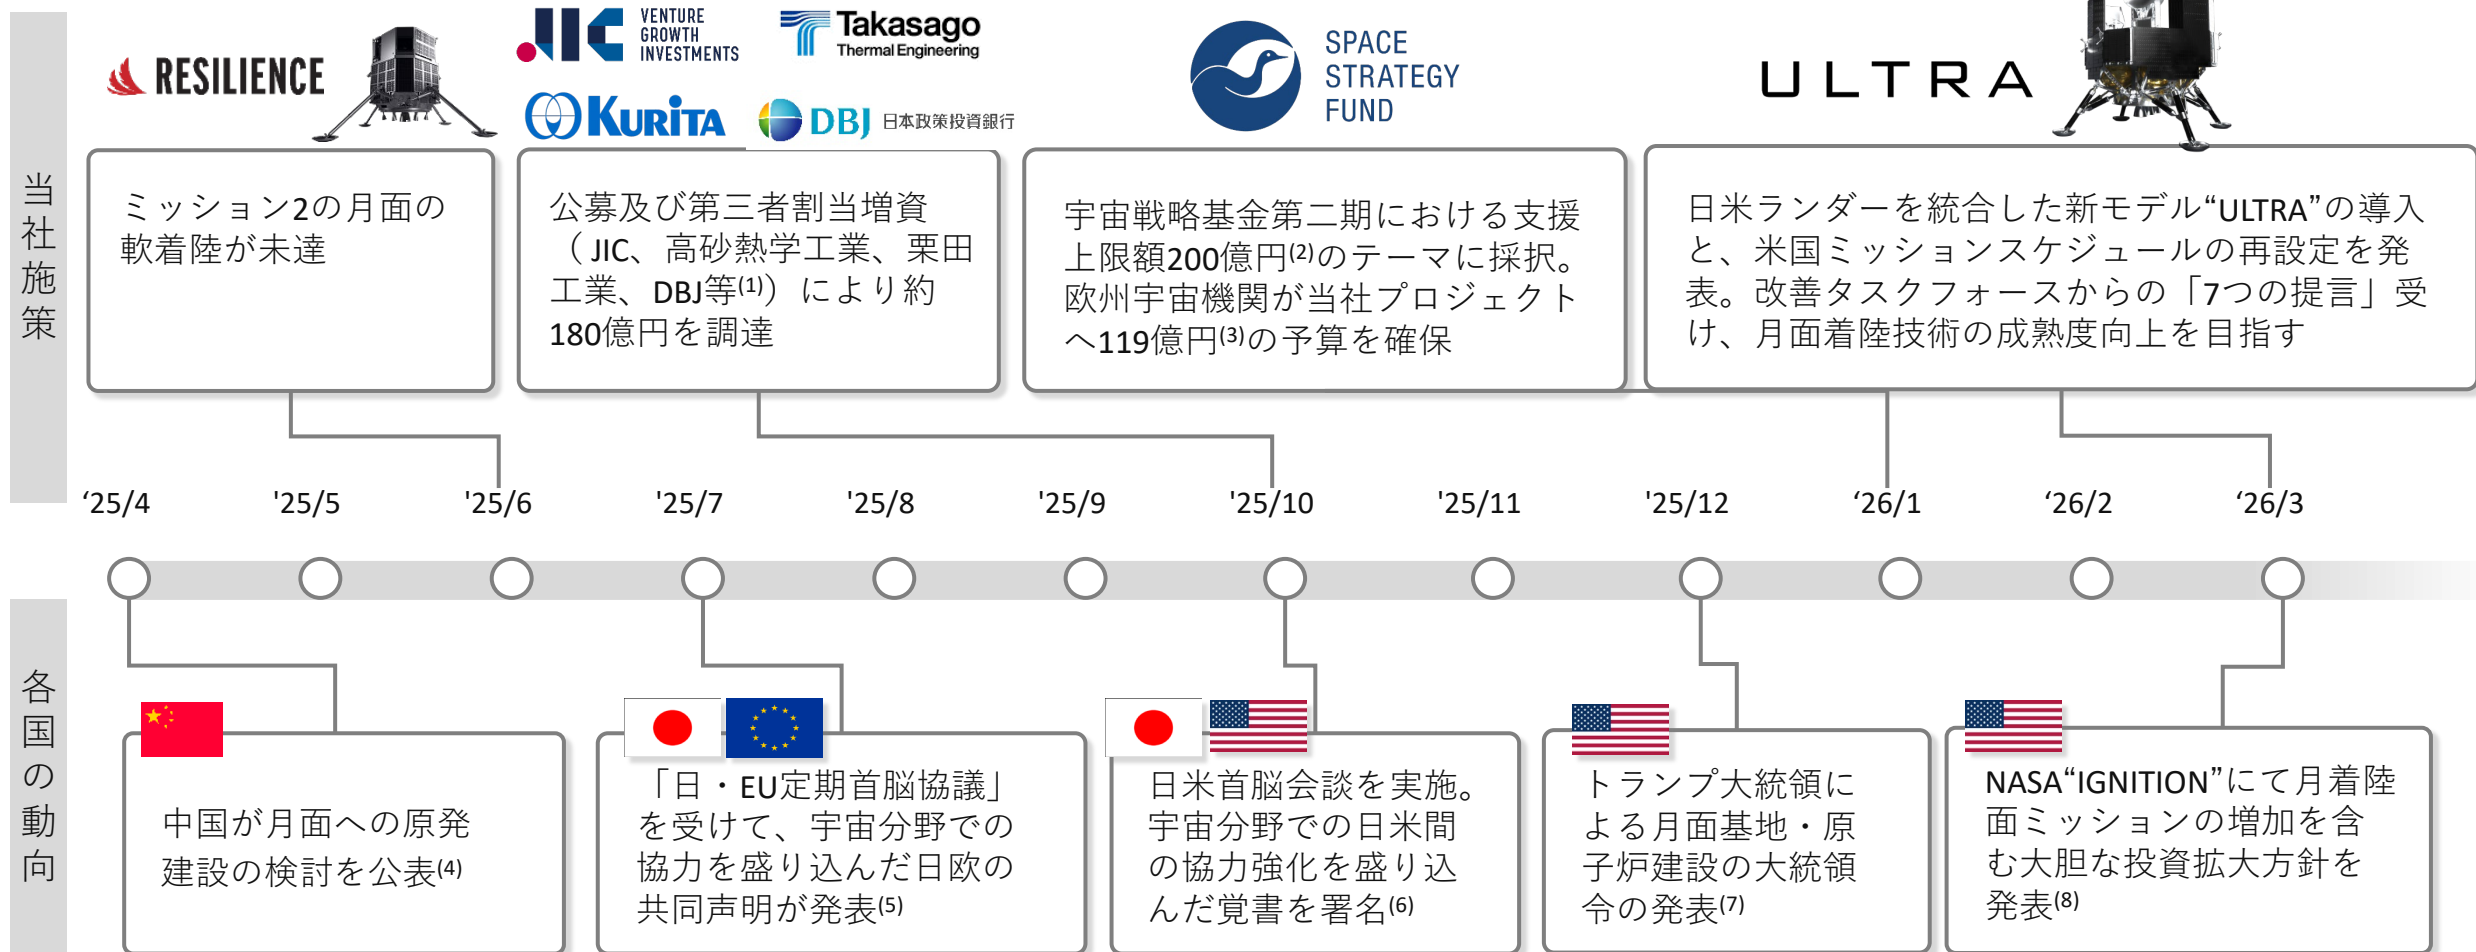 当社施策
RESILIENCE
JIC VENTURE GROWTH INVESTMENTS
Takasago
Thermal Engineering
KURITA
DBJ 日本政策投資銀行
SPACE
STRATEGY
FUND
ULTRA
ミッション2の月面の
軟着陸が未達
公募及び第三者割当増資
（ JIC、高砂熱学工業、栗田
工業、DBJ等(1)）により約
180億円を調達
宇宙戦略基金第二期における支援
上限額200億円(2)のテーマに採択。
欧州宇宙機関が当社プロジェクト
へ119億円(3)の予算を確保
日米ランダーを統合した新モデル“ULTRA”の導入
と、米国ミッションスケジュールの再設定を発
表。改善タスクフォースからの「7つの提言」受
け、月面着陸技術の成熟度向上を目指す
‘25/4 '25/5 '25/6 '25/7 '25/8 '25/9 '25/10 '25/11 '25/12 ‘26/1 ‘26/2 ‘26/3
各国の動向
中国が月面への原発
建設の検討を公表(4)
「日・EU定期首脳協議」
を受けて、宇宙分野での
協力を盛り込んだ日欧の
共同声明が発表(5)
日米首脳会談を実施。
宇宙分野での日米間
の協力強化を盛り込
んだ覚書を署名(6)
トランプ大統領に
よる月面基地・原
子炉建設の大統領
令の発表(7)
NASA“IGNITION”にて月着陸
面ミッションの増加を含
む大胆な投資拡大方針を
発表(8)